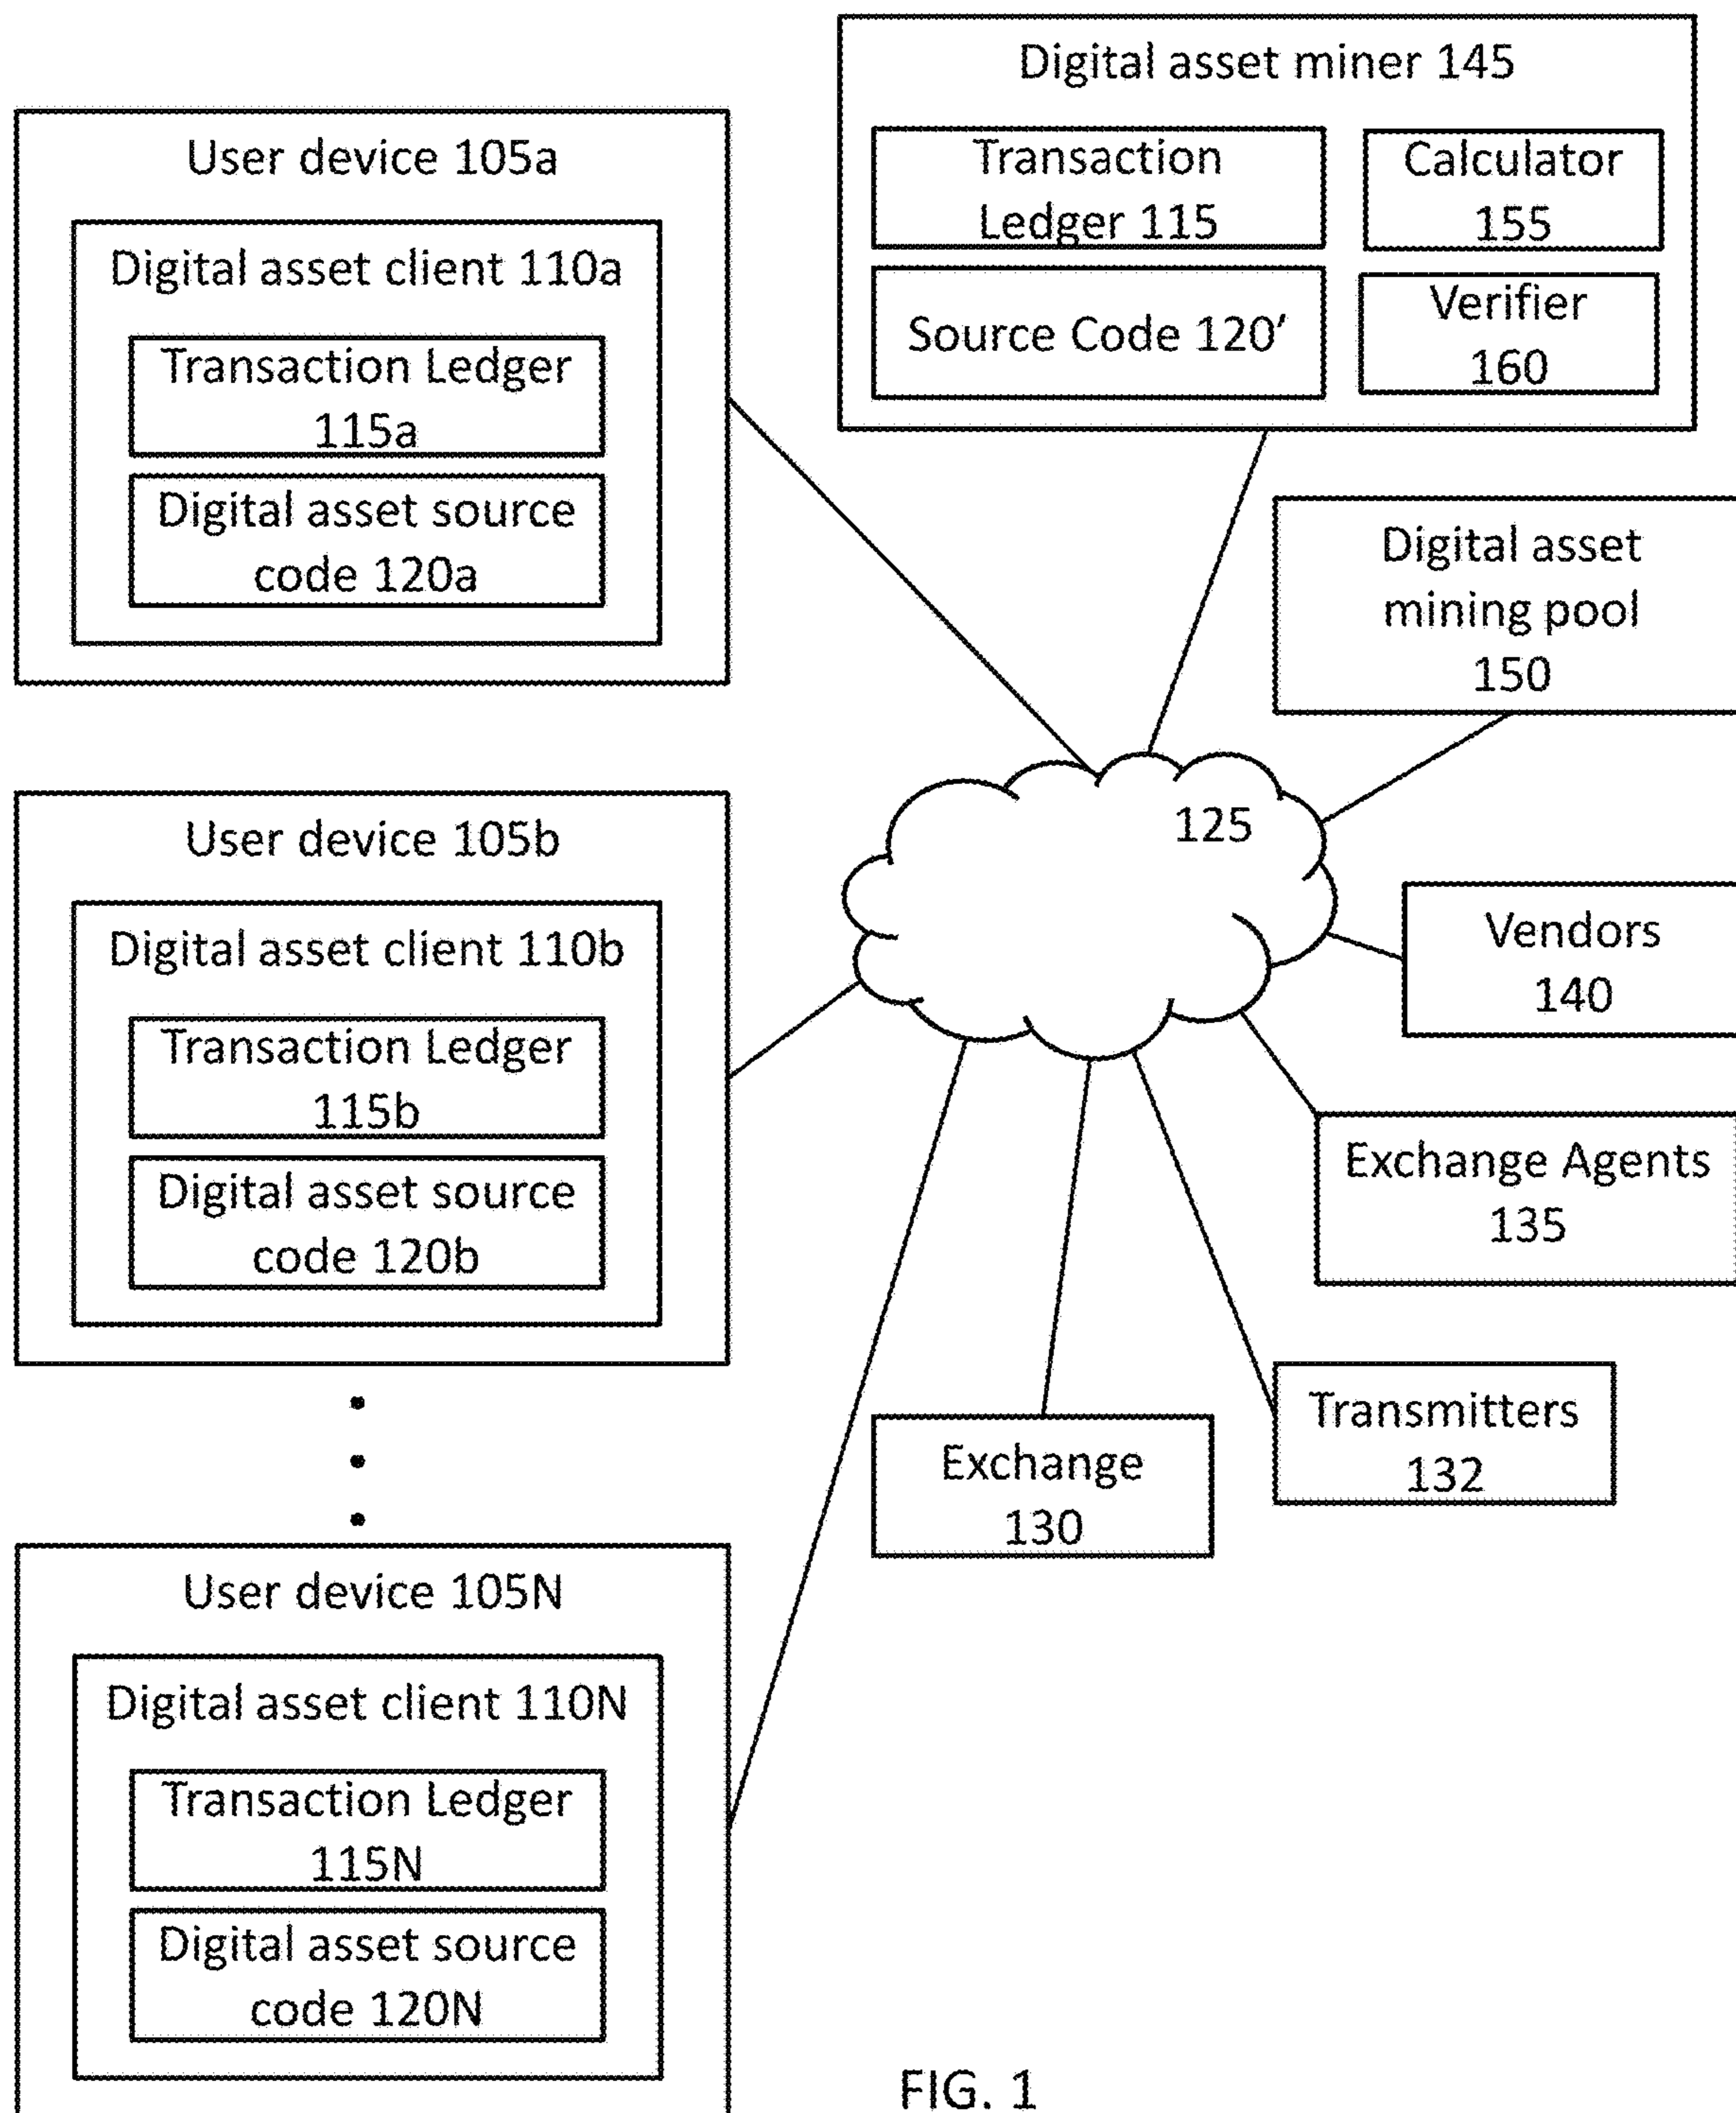 Digital asset miner 145
Transaction
Ledger 115
Calculator
155
Source Code 120'
Verifier
160
User device 105a
Digital asset client 110a
Transaction Ledger
115a
Digital asset source
code 120a
Digital asset
mining pool
150
125
User device 105b
Digital asset client 110b
Transaction Ledger
115b
Digital asset source
code 120b
Vendors
140
Exchange Agents
135
Transmitters
132
Exchange
130
User device 105N
Digital asset client 110N
Transaction Ledger
115N
Digital asset source
code 120N
FIG. 1